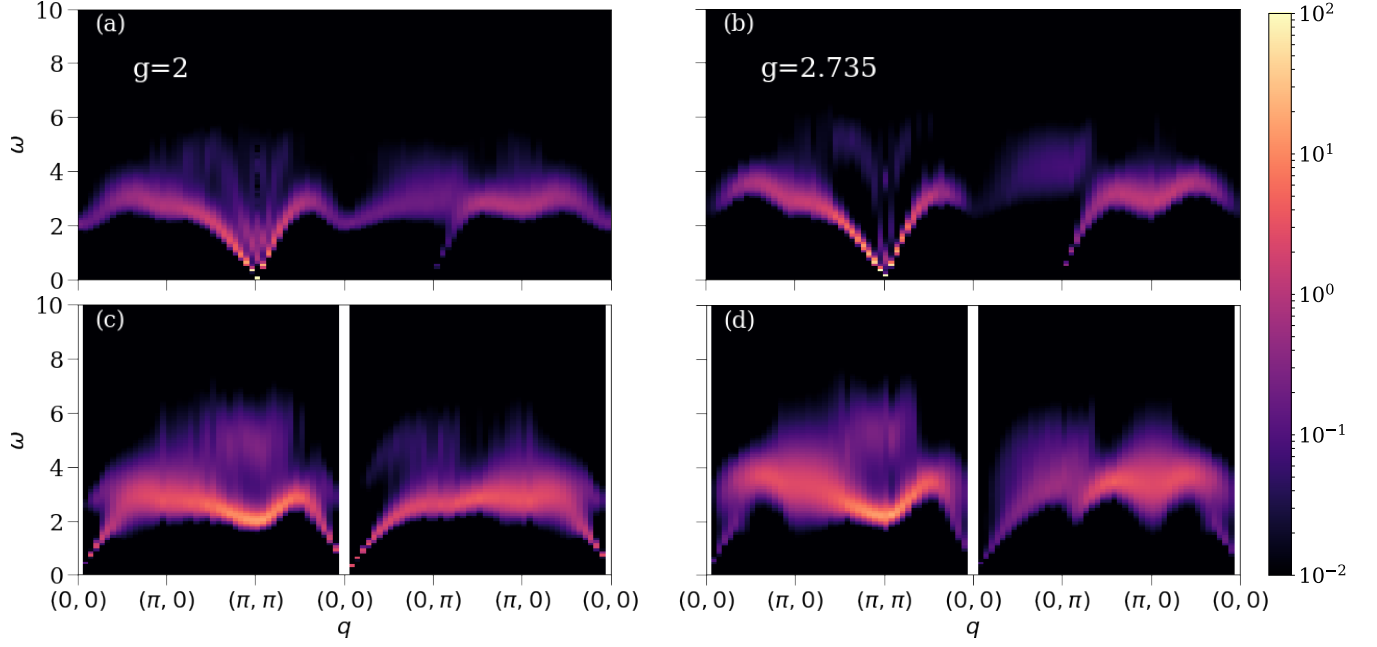 (a)
g=2
ω
10
8
6
4
2
0
(b)
g=2.735
10²
10¹
10⁰
10⁻¹
10⁻²
(c)
ω
10
8
6
4
2
0
(0, 0) (π, 0) (π, π) (0, 0) (0, π) (π, 0) (0, 0)
q
(d)
(0, 0) (π, 0) (π, π) (0, 0) (0, π) (π, 0) (0, 0)
q